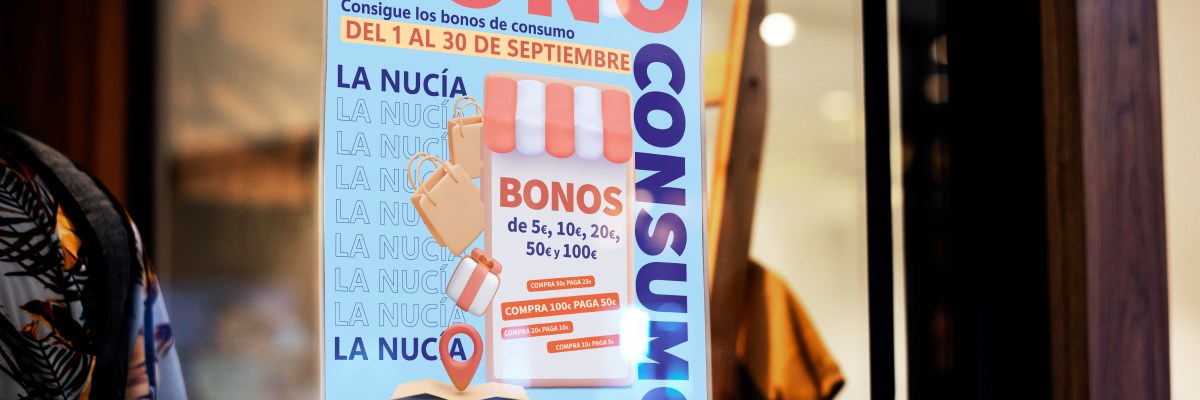 BONO
Consigue los bonos de consumo
DEL 1 AL 30 DE SEPTIEMBRE
CONSUMO
LA NUCÍA
LA NUCÍA
LA NUCÍA
LA NUCÍA
LA NUCÍA
LA NUCÍA
LA NUCÍA
LA NUCÍA
LA NUCÍA
BONOS
de 5€, 10€, 20€,
50€ y 100€
COMPRA 50€ PAGA 25€
COMPRA 100€ PAGA 50€
COMPRA 20€ PAGA 10€
COMPRA 10€ PAGA 5€